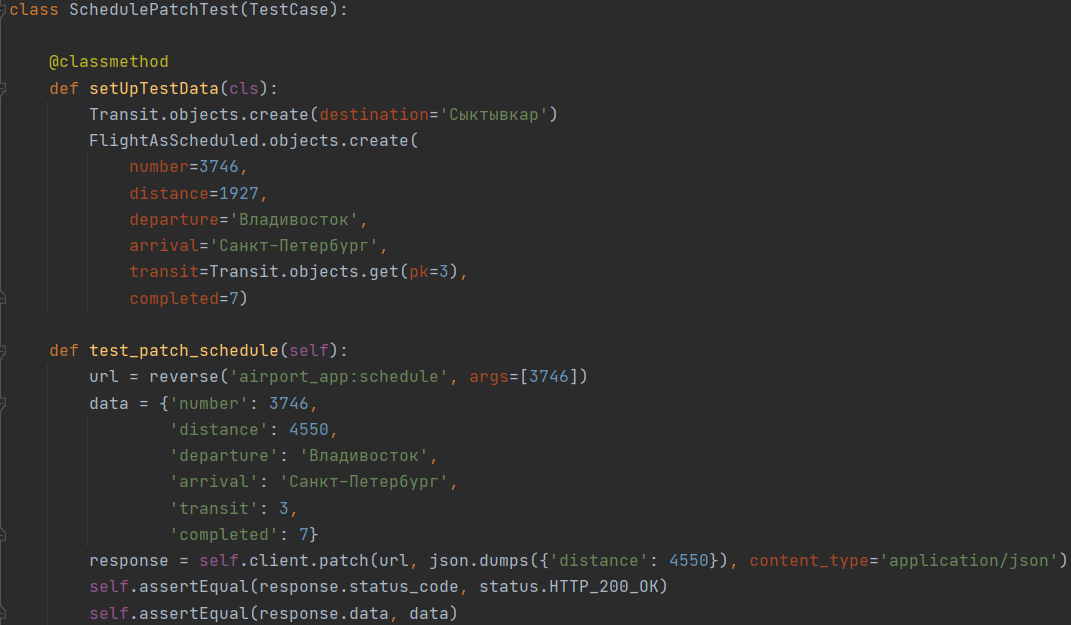 class SchedulePatchTest(TestCase):
@classmethod
def setUpTestData(cls):
Transit.objects.create(destination='Сыктывкар')
FlightAsScheduled.objects.create(
number=3746,
distance=1927,
departure='Владивосток',
arrival='Санкт-Петербург',
transit=Transit.objects.get(pk=3),
completed=7)
def test_patch_schedule(self):
url = reverse('airport_app:schedule', args=[3746])
data = {'number': 3746,
'distance': 4550,
'departure': 'Владивосток',
'arrival': 'Санкт-Петербург',
'transit': 3,
'completed': 7}
response = self.client.patch(url, json.dumps({'distance': 4550}), content_type='application/json')
self.assertEqual(response.status_code, status.HTTP_200_OK)
self.assertEqual(response.data, data)